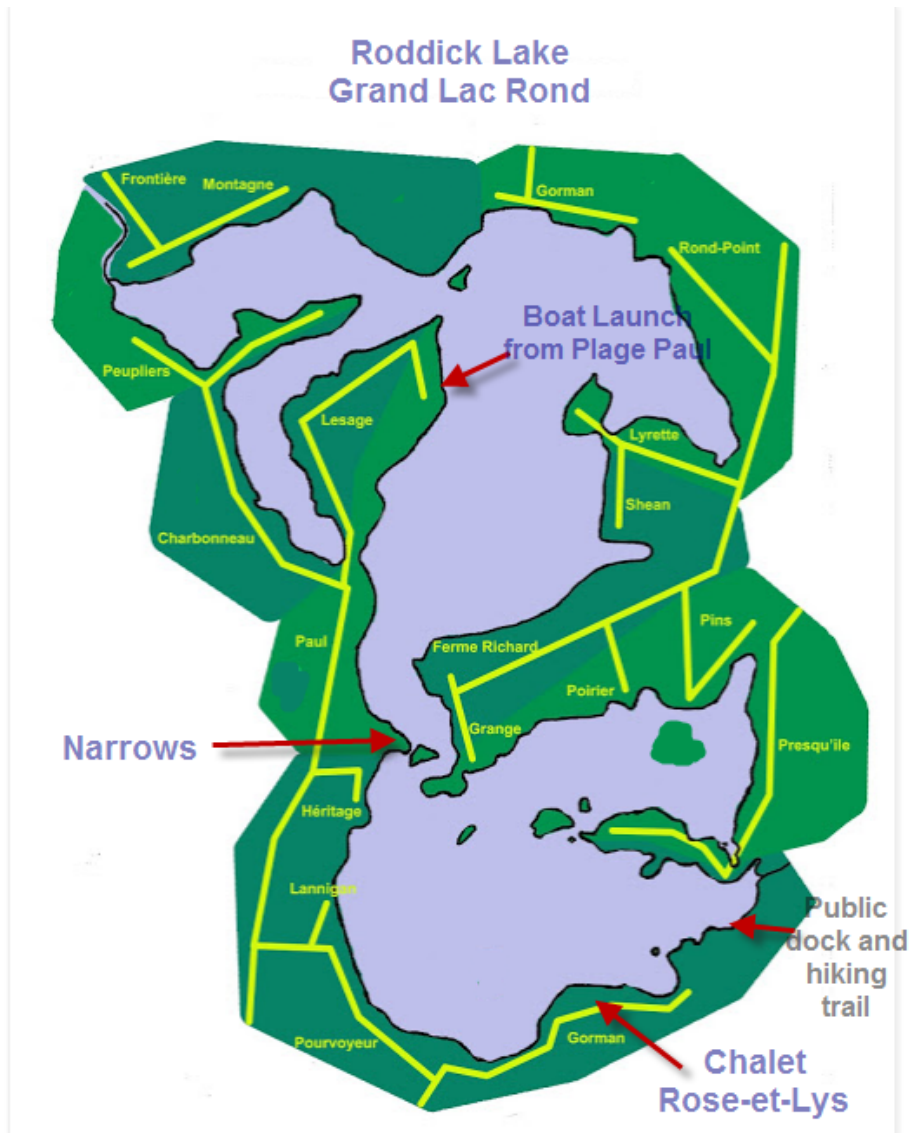 Roddick Lake
Grand Lac Rond
Frontière
Montagne
Gorman
Rond-Point
Boat Launch
from Plage Paul
Peupliers
Lesage
Lyrette
Shean
Charbonneau
Pins
Paul
Ferme Richard
Poirier
Grange
Narrows
Presqu'ile
Héritage
Lannigan
Public
dock and
hiking
trail
Pourvoyeur
Gorman
Chalet
Rose-et-Lys